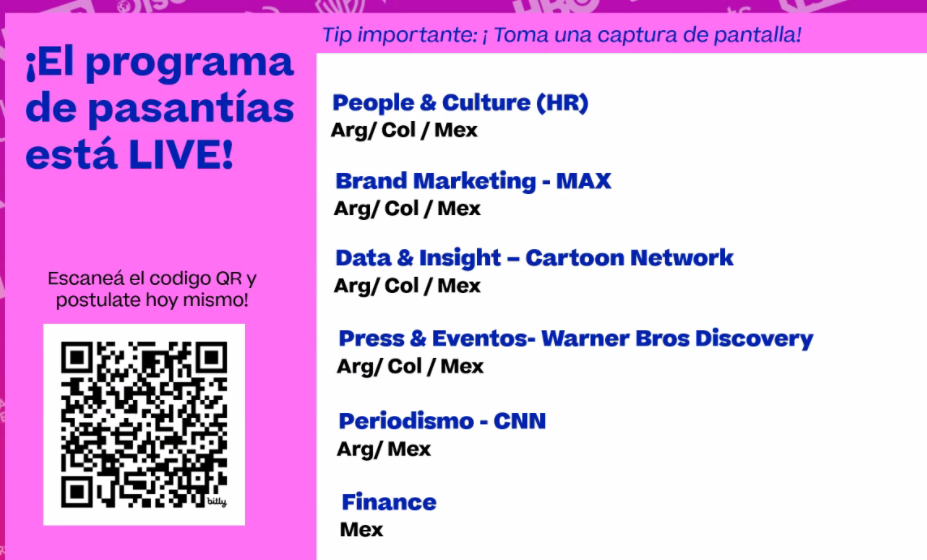 Tip importante: ¡ Toma una captura de pantalla!
¡El programa
de pasantías
está LIVE!
Escaneá el codigo QR y
postulate hoy mismo!
bitly
People & Culture (HR)
Arg/ Col / Mex
Brand Marketing - MAX
Arg/ Col / Mex
Data & Insight – Cartoon Network
Arg/ Col / Mex
Press & Eventos- Warner Bros Discovery
Arg/ Col / Mex
Periodismo - CNN
Arg/ Mex
Finance
Mex